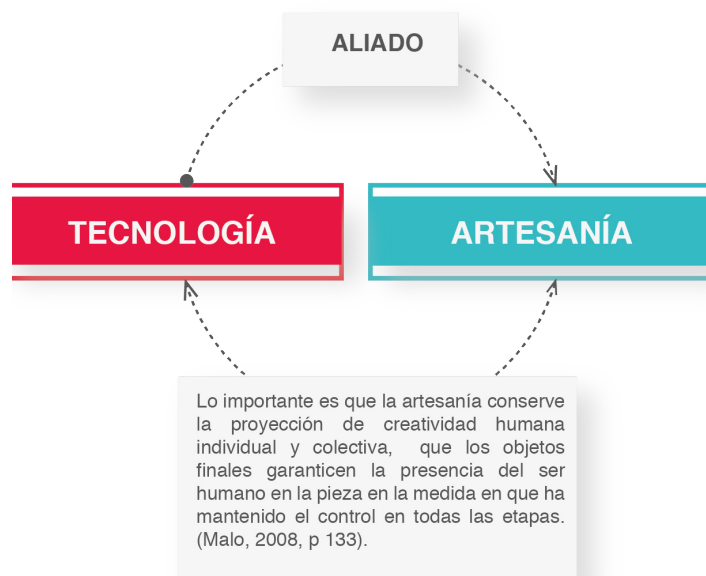 ALIADO
TECNOLOGÍA
ARTESANÍA
Lo importante es que la artesanía conserve
la proyección de creatividad humana
individual y colectiva, que los objetos
finales garanticen la presencia del ser
humano en la pieza en la medida en que ha
mantenido el control en todas las etapas.
(Malo, 2008, p 133).